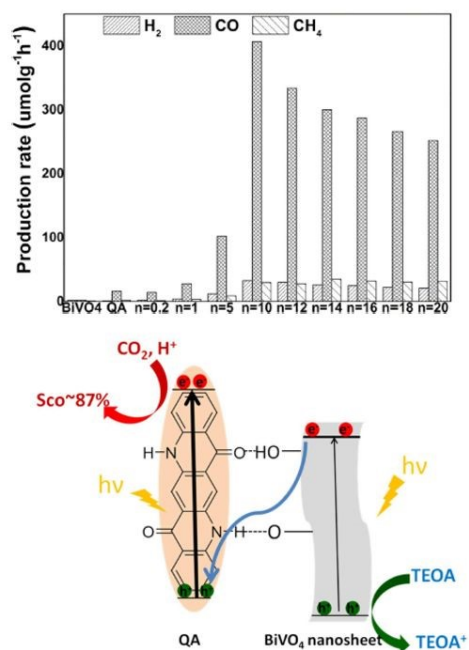 H2 CO CH4
Production rate (umolg-1h-1)
400
300
200
100
0
BiVO4 QA n=0.2 n=1 n=5 n=10 n=12 n=14 n=16 n=18 n=20
CO2, H+
e- e-
Sco~87%
e- e-
H-N O---HO
hν
hν
O N-H-----O
TEOA
h+ h+
h+ h+
QA BiVO4 nanosheet TEOA+